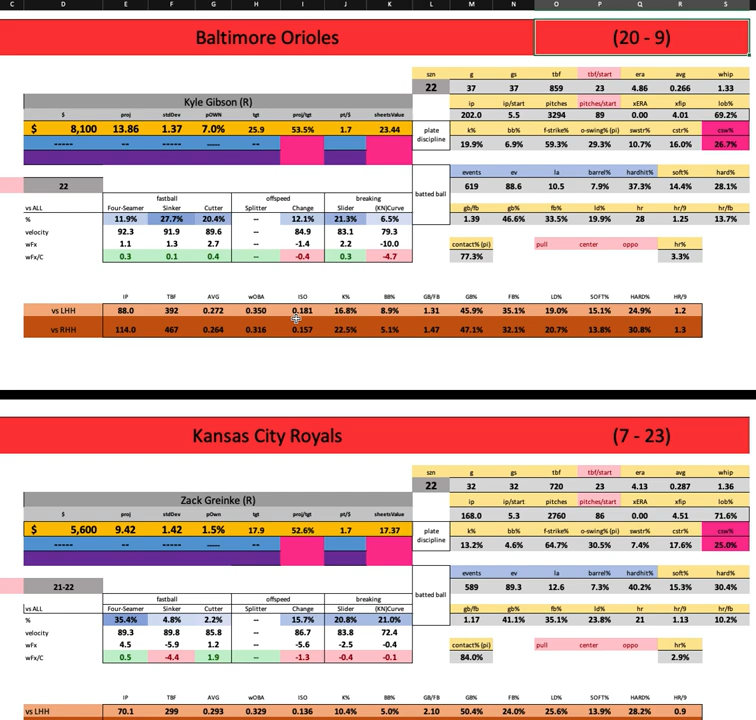 C D E F G H I J K L M N O P Q R S
Baltimore Orioles (20 - 9)
szn g gs tbf tbf/start era avg whip
22 37 37 859 23 4.86 0.266 1.33
Kyle Gibson (R) ip ip/start pitches pitches/start xERA xfip lob%
202.0 5.5 3294 89 0.00 4.01 69.2%
$ proj stdDev pOWN tgt proj/tgt pt/$ sheetsValue
$ 8,100 13.86 1.37 7.0% 25.9 53.5% 1.7 23.44
plate discipline k% bb% f-strike% o-swing% (pi) swstr% cstr% csw%
19.9% 6.9% 59.3% 29.3% 10.7% 16.0% 26.7%
----- -- --- ---- --
events ev la barrel% hardhit% soft% hard%
22 619 88.6 10.5 7.9% 37.3% 14.4% 28.1%
fastball offspeed breaking batted ball
vs ALL Four-Seamer Sinker Cutter Splitter Change Slider (KN)Curve gb/fb gb% fb% ld% hr hr/9 hr/fb
% 11.9% 27.7% 20.4% -- 12.1% 21.3% 6.5% 1.39 46.6% 33.5% 19.9% 28 1.25 13.7%
velocity 92.3 91.9 89.6 -- 84.9 83.1 79.3
wFx 1.1 1.3 2.7 -- -1.4 2.2 -10.0 contact% (pi) pull center oppo hr%
wFx/C 0.3 0.1 0.4 -- -0.4 0.3 -4.7 77.3% 3.3%
IP TBF AVG wOBA ISO K% BB% GB/FB GB% FB% LD% SOFT% HARD% HR/9
vs LHH 88.0 392 0.272 0.350 0.181 16.8% 8.9% 1.31 45.9% 35.1% 19.0% 15.1% 24.9% 1.2
vs RHH 114.0 467 0.264 0.316 0.157 22.5% 5.1% 1.47 47.1% 32.1% 20.7% 13.8% 30.8% 1.3
Kansas City Royals (7 - 23)
szn g gs tbf tbf/start era avg whip
22 32 32 720 23 4.13 0.287 1.36
Zack Greinke (R) ip ip/start pitches pitches/start xERA xfip lob%
168.0 5.3 2760 86 0.00 4.51 71.6%
$ proj stdDev pOwn tgt proj/tgt pt/$ sheetsValue
$ 5,600 9.42 1.42 1.5% 17.9 52.6% 1.7 17.37
plate discipline k% bb% f-strike% o-swing% (pi) swstr% cstr% csw%
13.2% 4.6% 64.7% 30.5% 7.4% 17.6% 25.0%
----- -- --- ---- --
events ev la barrel% hardhit% soft% hard%
21-22 589 89.3 12.6 7.3% 40.2% 15.3% 30.4%
fastball offspeed breaking batted ball
vs ALL Four-Seamer Sinker Cutter Splitter Change Slider (KN)Curve gb/fb gb% fb% ld% hr hr/9 hr/fb
% 35.4% 4.8% 2.2% -- 15.7% 20.8% 21.0% 1.17 41.1% 35.1% 23.8% 21 1.13 10.2%
velocity 89.3 89.8 85.8 -- 86.7 83.8 72.4
wFx 4.5 -5.9 1.2 -- -5.6 -2.5 -0.4 contact% (pi) pull center oppo hr%
wFx/C 0.5 -4.4 1.9 -- -1.3 -0.4 -0.1 84.0% 2.9%
IP TBF AVG wOBA ISO K% BB% GB/FB GB% FB% LD% SOFT% HARD% HR/9
vs LHH 70.1 299 0.293 0.329 0.136 10.4% 5.0% 2.10 50.4% 24.0% 25.6% 13.9% 28.2% 0.9